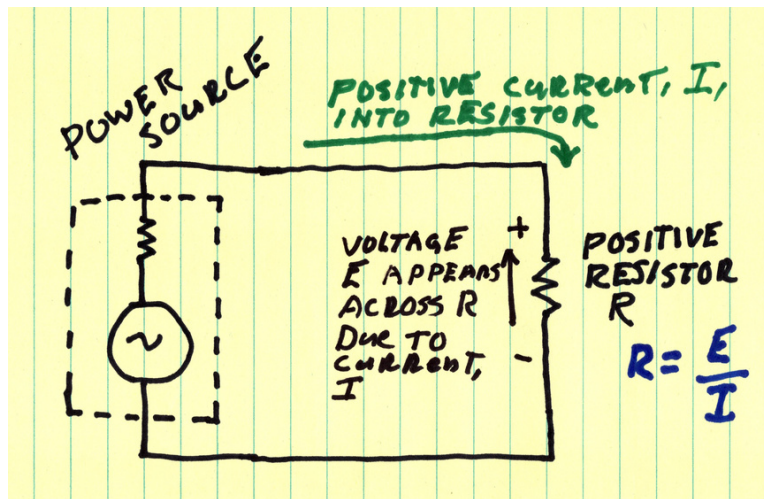 POWER
SOURCE
POSITIVE CURRENT, I,
INTO RESISTOR
VOLTAGE
E APPEARS
ACROSS R
DUE TO
CURRENT,
I
+
-
POSITIVE
RESISTOR
R
R = E/I